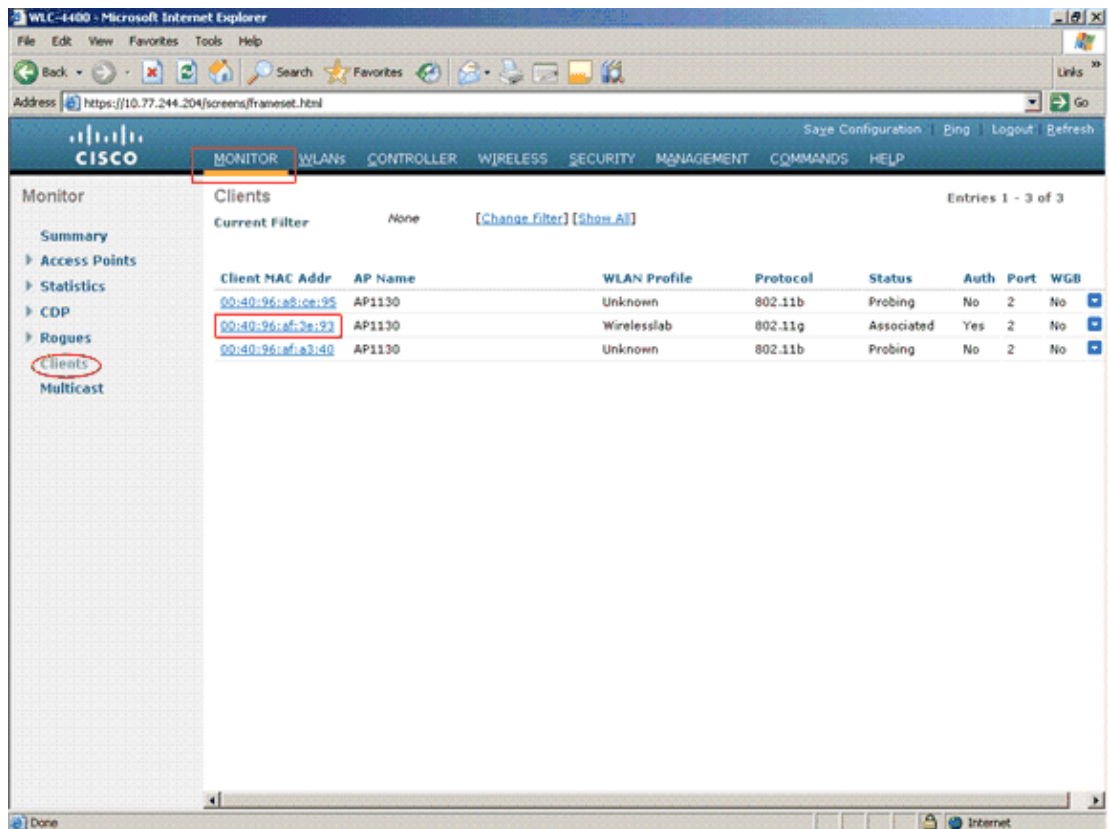 WLC-4400 - Microsoft Internet Explorer
File Edit View Favorites Tools Help
Back Search Favorites Links »
Address https://10.77.244.204/screens/frameset.html Go
Save Configuration | Ping | Logout | Refresh
CISCO
MONITOR WLANs CONTROLLER WIRELESS SECURITY MANAGEMENT COMMANDS HELP
Monitor
Summary
Access Points
Statistics
CDP
Rogues
Clients
Multicast
Clients Entries 1 - 3 of 3
Current Filter None [Change Filter] [Show All]
Client MAC Addr AP Name WLAN Profile Protocol Status Auth Port WGB
00:40:96:a8:ce:95 AP1130 Unknown 802.11b Probing No 2 No
00:40:96:af:3e:93 AP1130 Wirelesslab 802.11g Associated Yes 2 No
00:40:96:af:a3:40 AP1130 Unknown 802.11b Probing No 2 No
Done Internet